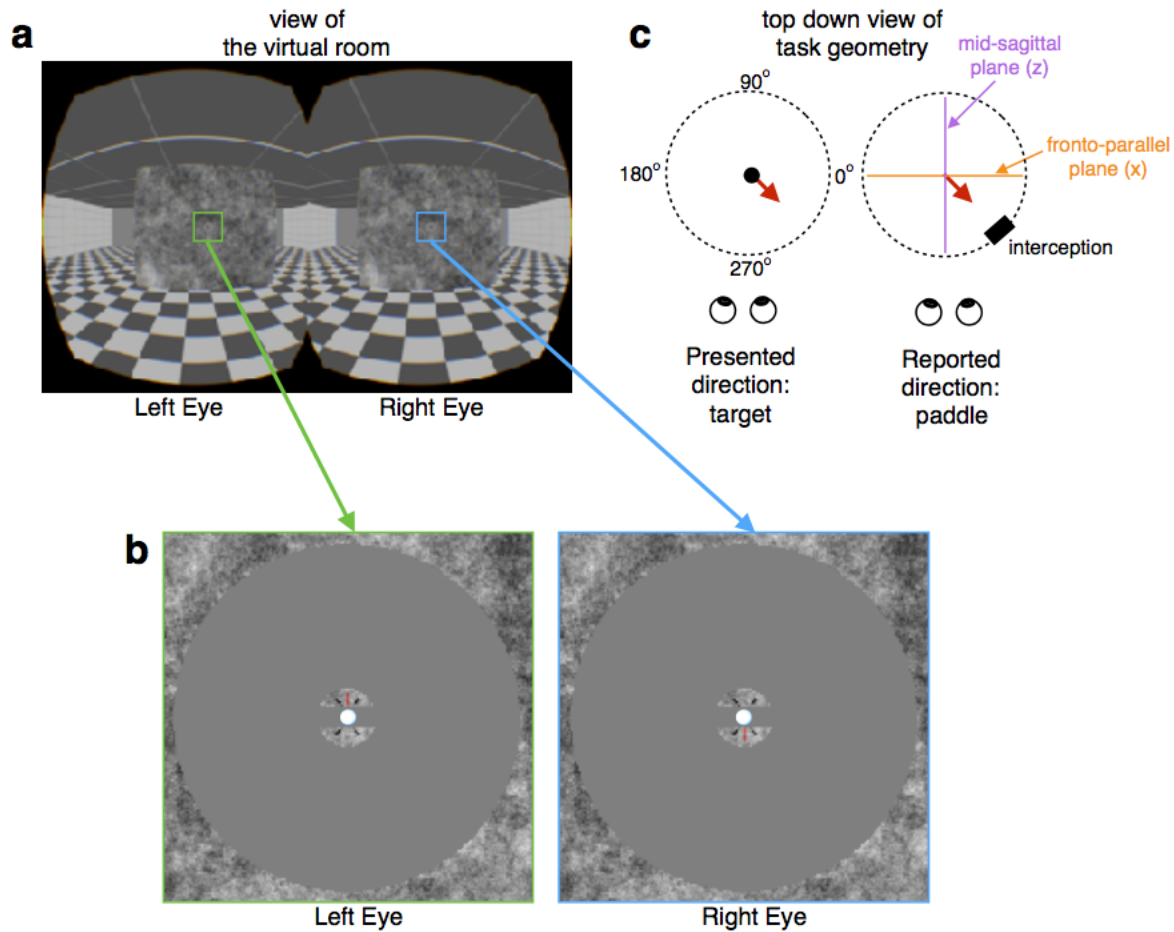 a
view of
the virtual room
Left Eye
Right Eye
c
top down view of
task geometry
90°
180°
0°
270°
mid-sagittal
plane (z)
fronto-parallel
plane (x)
interception
Presented
direction:
target
Reported
direction:
paddle
b
Left Eye
Right Eye